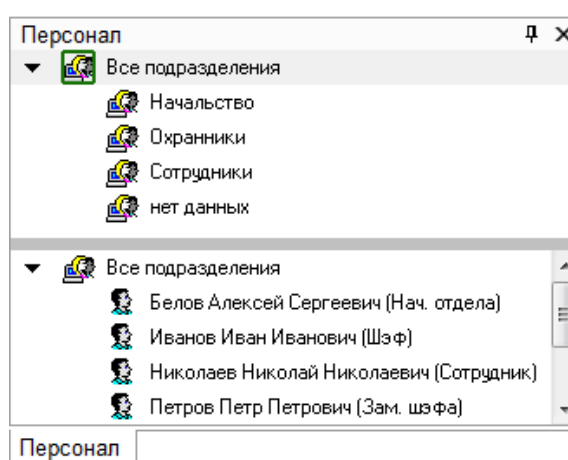 Персонал
Все подразделения
Начальство
Охранники
Сотрудники
нет данных
Все подразделения
Белов Алексей Сергеевич (Нач. отдела)
Иванов Иван Иванович (Шэф)
Николаев Николай Николаевич (Сотрудник)
Петров Петр Петрович (Зам. шэфа)
Персонал